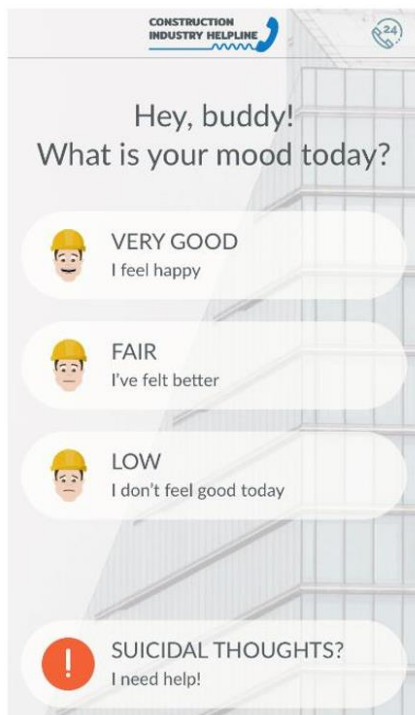 CONSTRUCTION
INDUSTRY HELPLINE
24
Hey, buddy!
What is your mood today?
VERY GOOD
I feel happy
FAIR
I've felt better
LOW
I don't feel good today
!
SUICIDAL THOUGHTS?
I need help!